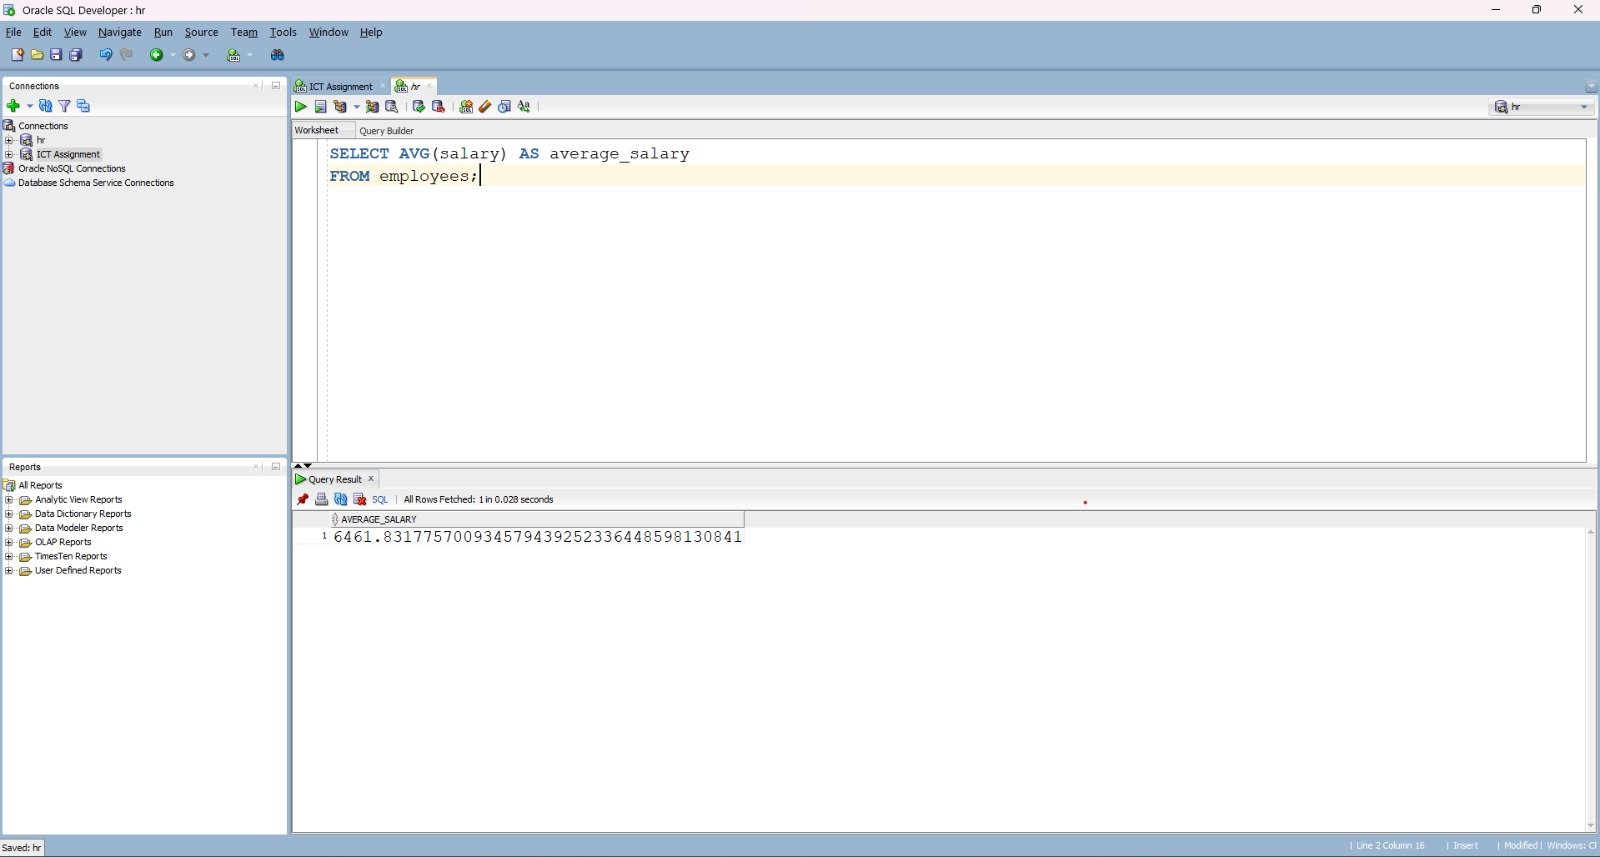 Oracle SQL Developer : hr
File Edit View Navigate Run Source Team Tools Window Help
Connections
Connections
hr
ICT Assignment
Oracle NoSQL Connections
Database Schema Service Connections
ICT Assignment hr
hr
Worksheet Query Builder
SELECT AVG(salary) AS average_salary
FROM employees;
Reports
All Reports
Analytic View Reports
Data Dictionary Reports
Data Modeler Reports
OLAP Reports
TimesTen Reports
User Defined Reports
Query Result
SQL | All Rows Fetched: 1 in 0.028 seconds
AVERAGE_SALARY
1 6461.831775700934579439252336448598130841
Saved: hr
| Line 2 Column 16 | Insert | Modified | Windows: Cl